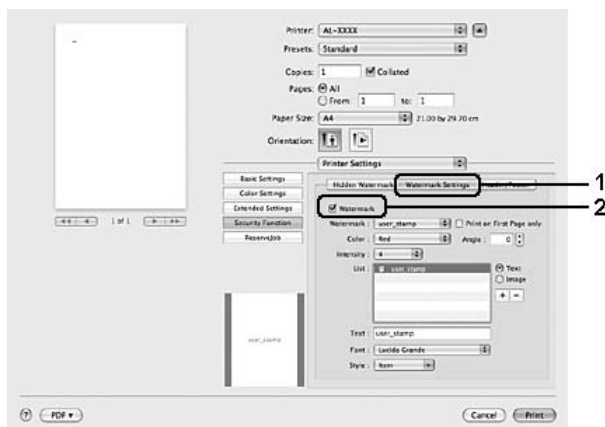 Printer: AL-XXXX
Presets: Standard
Copies: 1 Collated
Pages: All
From: 1 to: 1
Paper Size: A4 21.00 by 29.70 cm
Orientation:
Printer Settings
Basic Settings
Color Settings
Extended Settings
Security Function
ReserveJob
Hidden Watermark Watermark Settings 1
Watermark 2
Watermark : user_stamp Print on First Page only
Color : Red Angle : 0
Intensity : 4
List : user_stamp Text
Image
+ -
Text : user_stamp
Font : Lucida Grande
Style : Item
1 of 1
user_stamp
? PDF Cancel Print